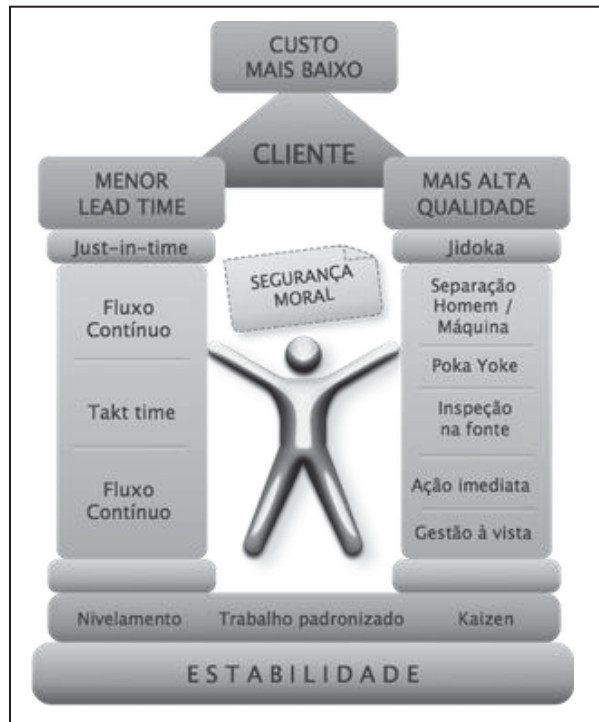 CUSTO
MAIS BAIXO
CLIENTE
MENOR
LEAD TIME
MAIS ALTA
QUALIDADE
Just-in-time
Jidoka
SEGURANÇA
MORAL
Fluxo
Contínuo
Takt time
Fluxo
Contínuo
Separação
Homem /
Máquina
Poka Yoke
Inspeção
na fonte
Ação imediata
Gestão à vista
Nivelamento Trabalho padronizado Kaizen
ESTABILIDADE